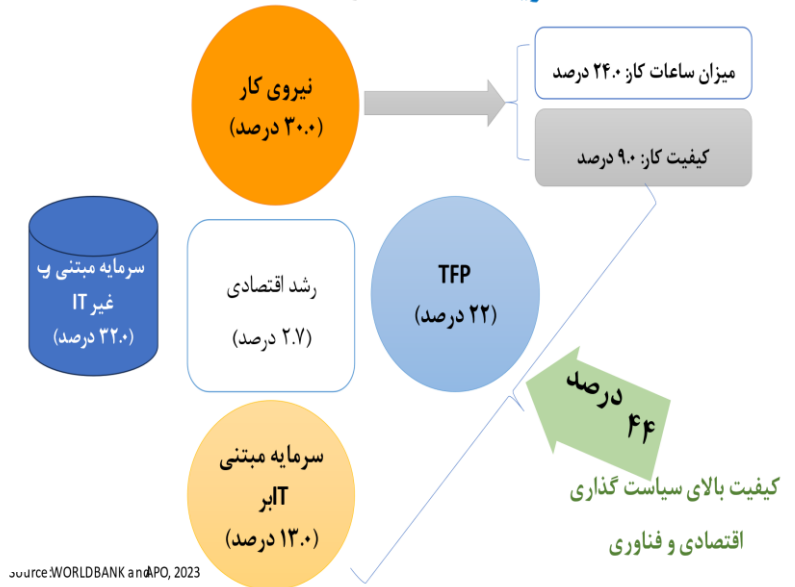 نیروی کار
(۳۰.۰ درصد)
میزان ساعات کار: ۲۴.۰ درصد
کیفیت کار: ۹.۰ درصد
سرمایه مبتنی ب
غیر IT
(۳۲.۰ درصد)
رشد اقتصادی
(۲.۷ درصد)
TFP
(۲۲ درصد)
سرمایه مبتنی
بر IT
(۱۳.۰ درصد)
۴۴ درصد
کیفیت بالای سیاست گذاری
اقتصادی و فناوری
Source:WORLDBANK and APO, 2023